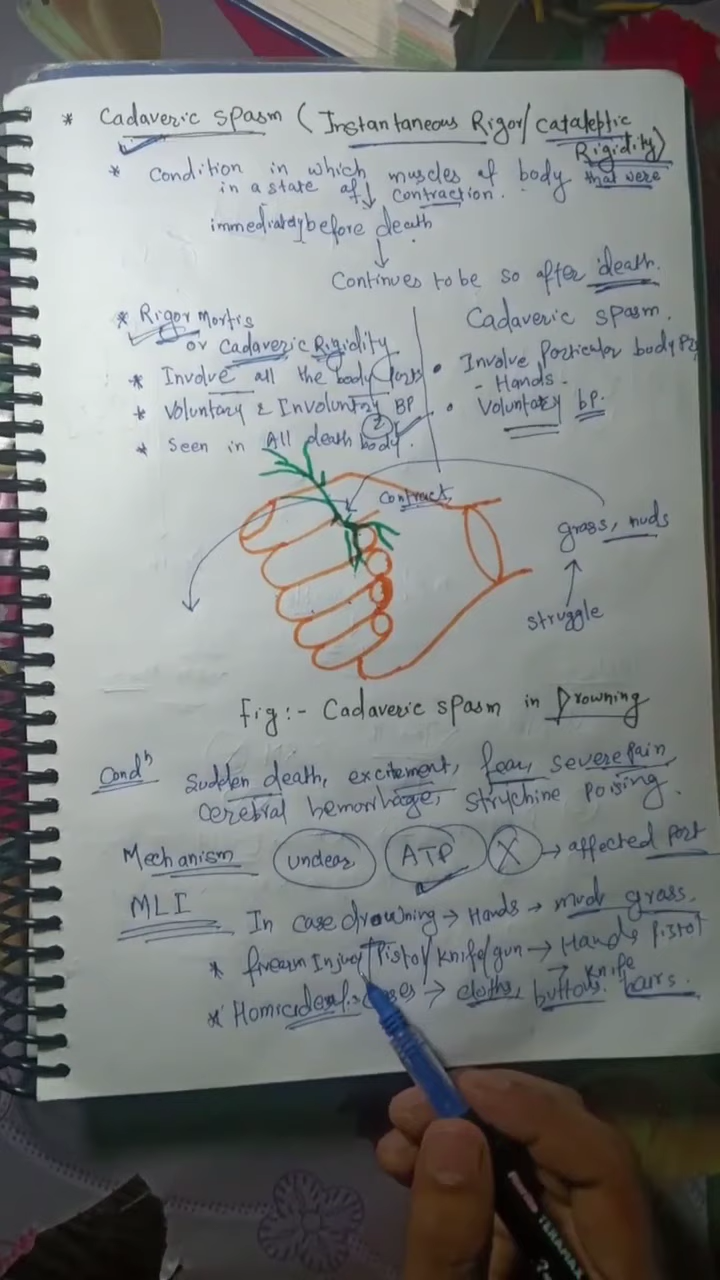 * Cadaveric spasm (Instantaneous Rigor/Cataleptic
Rigidity)
* Condition in which muscles of body that were
in a state of contraction.
immediately before death
Continues to be so after death.
* Rigor mortis
or Cadaveric Rigidity
* Involve all the body parts
* Voluntary & Involuntry BP
* Seen in All death body.
2
Cadaveric spasm.
• Involve Particular body
- Hands -
• Voluntary bP.
Contract
grass, muds
struggle
Fig:- Cadaveric spasm in Drowning
Condn Sudden death, excitement, fear, severe pain,
cerebral hemorrhage, strychine poising.
Mechanism unclear ATP X → affected Part
MLI
In case drowning → Hands → mud grass.
* firearm Injury Pistol/knife/gun → Hand Pistol
→ knife
* Homicidal cases → cloths, buttons hairs.